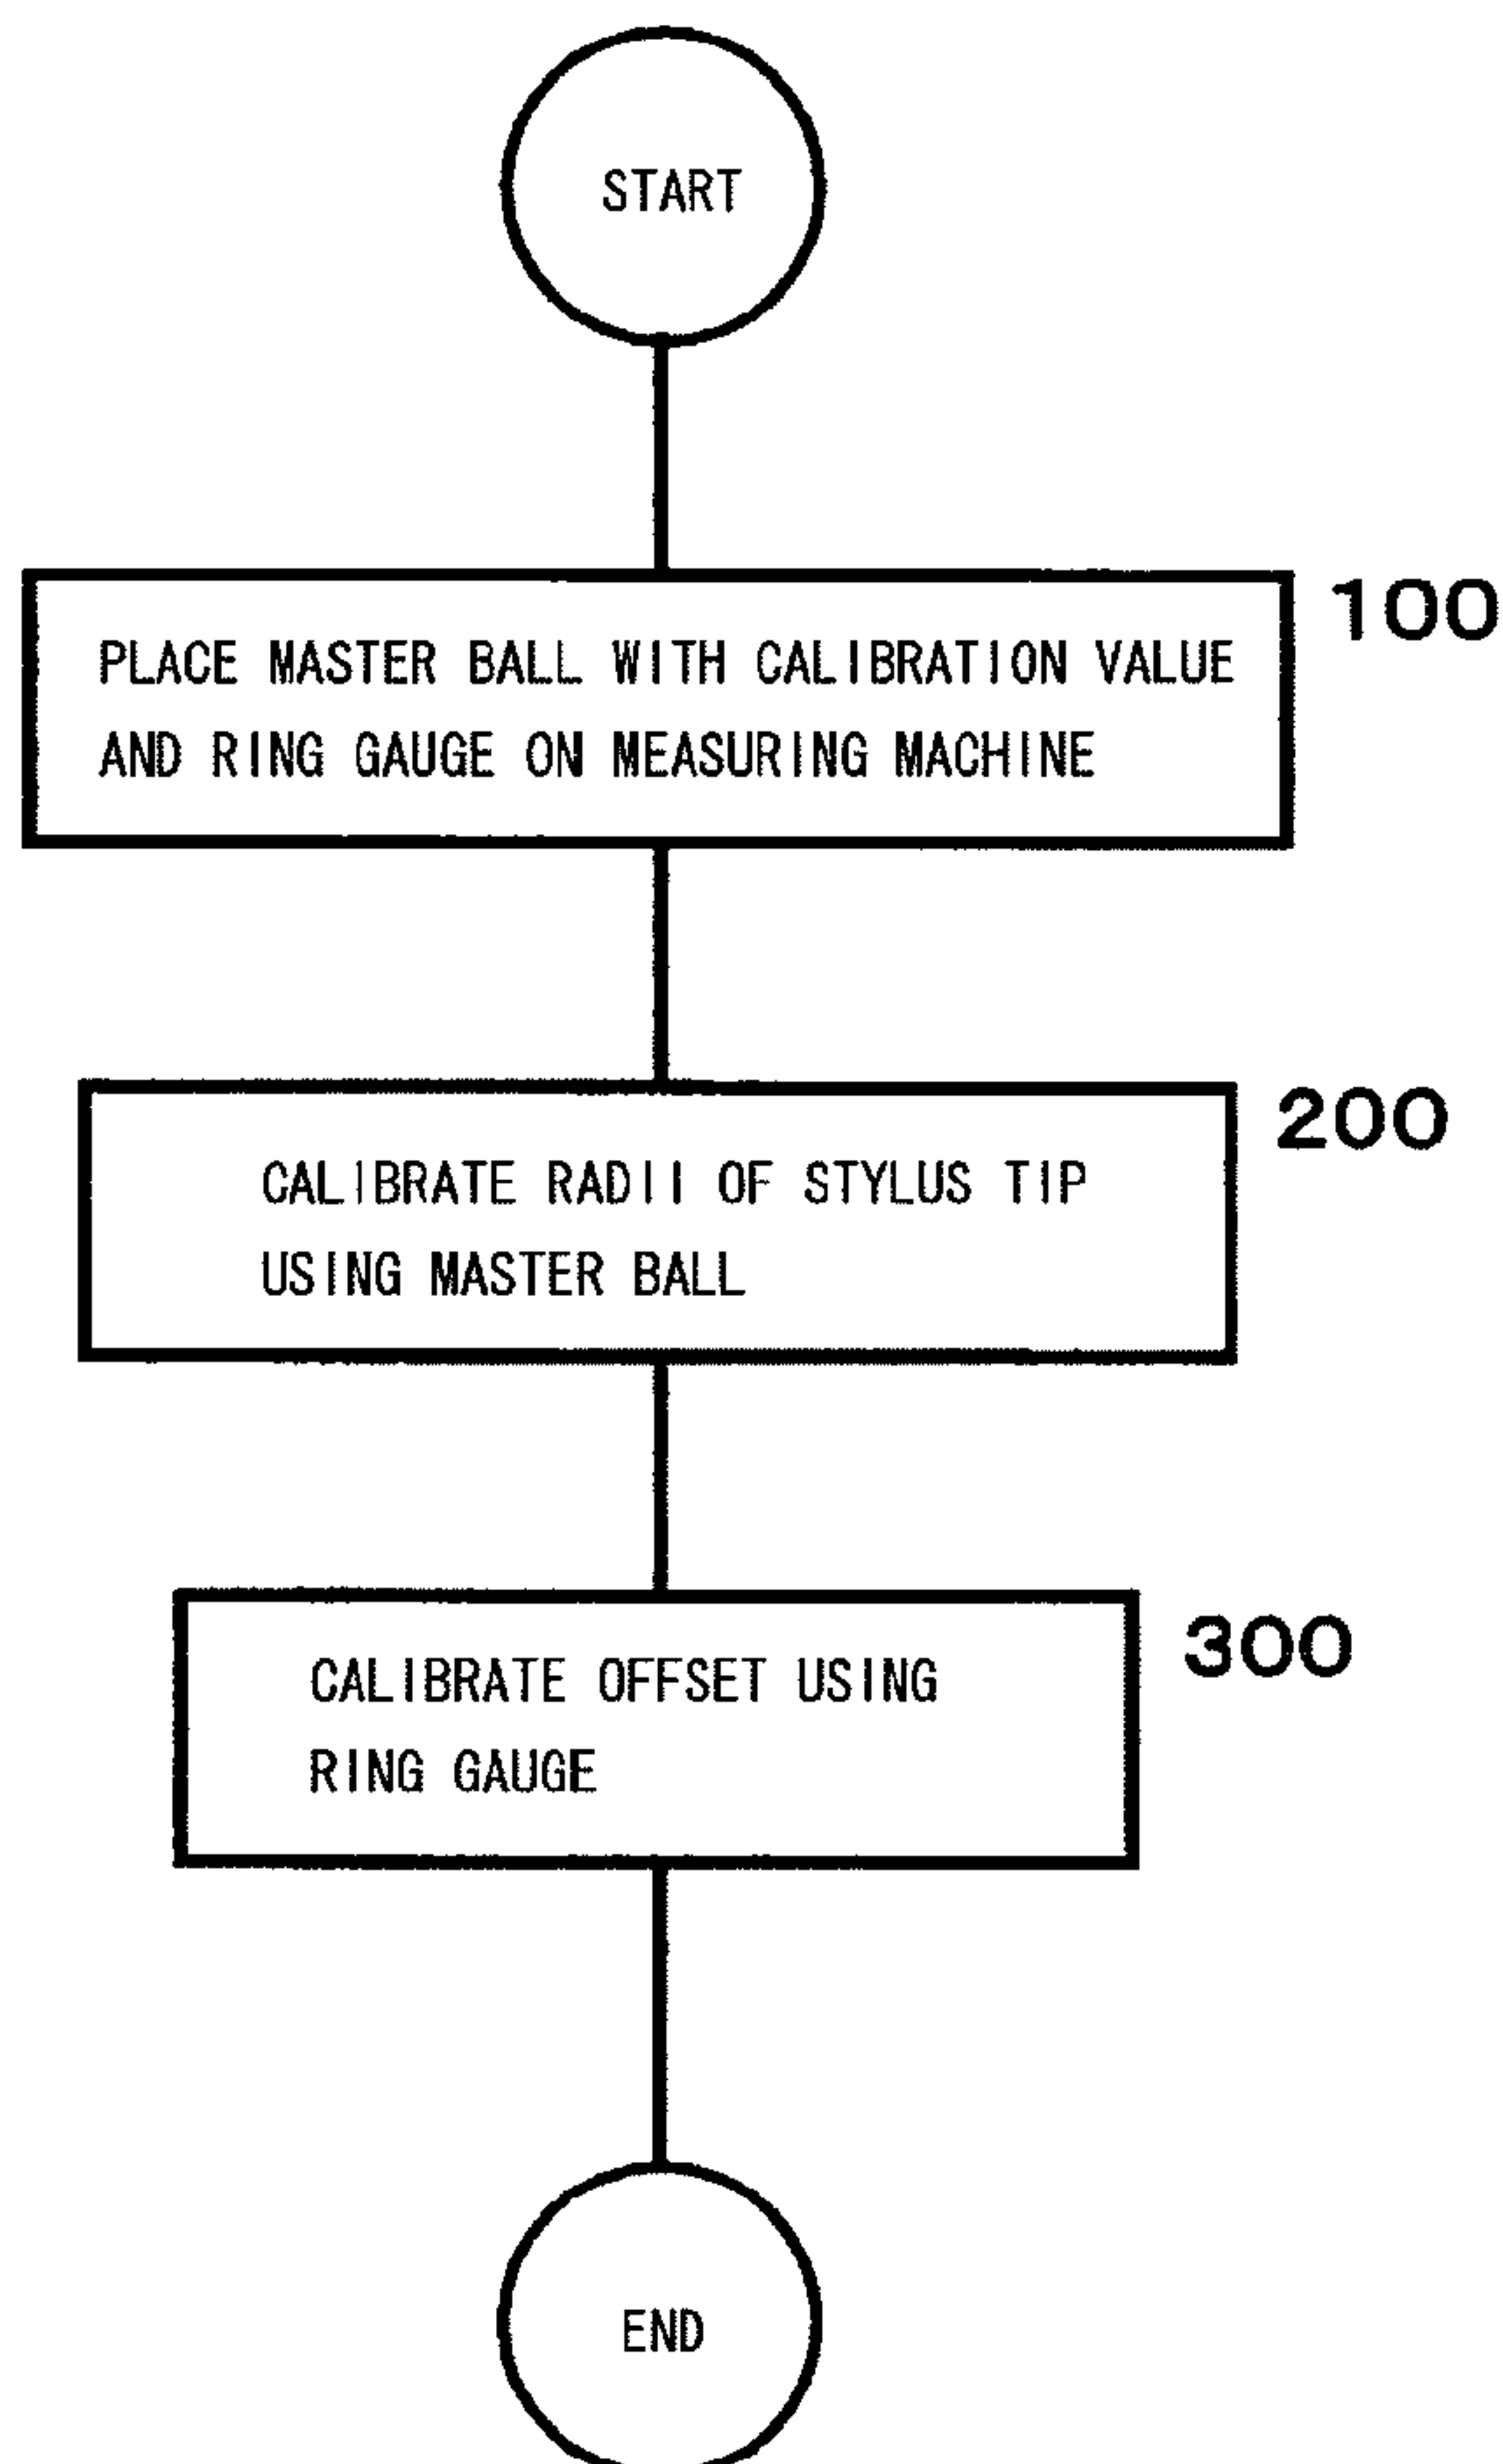 START
PLACE MASTER BALL WITH CALIBRATION VALUE
AND RING GAUGE ON MEASURING MACHINE
100
CALIBRATE RADII OF STYLUS TIP
USING MASTER BALL
200
CALIBRATE OFFSET USING
RING GAUGE
300
END